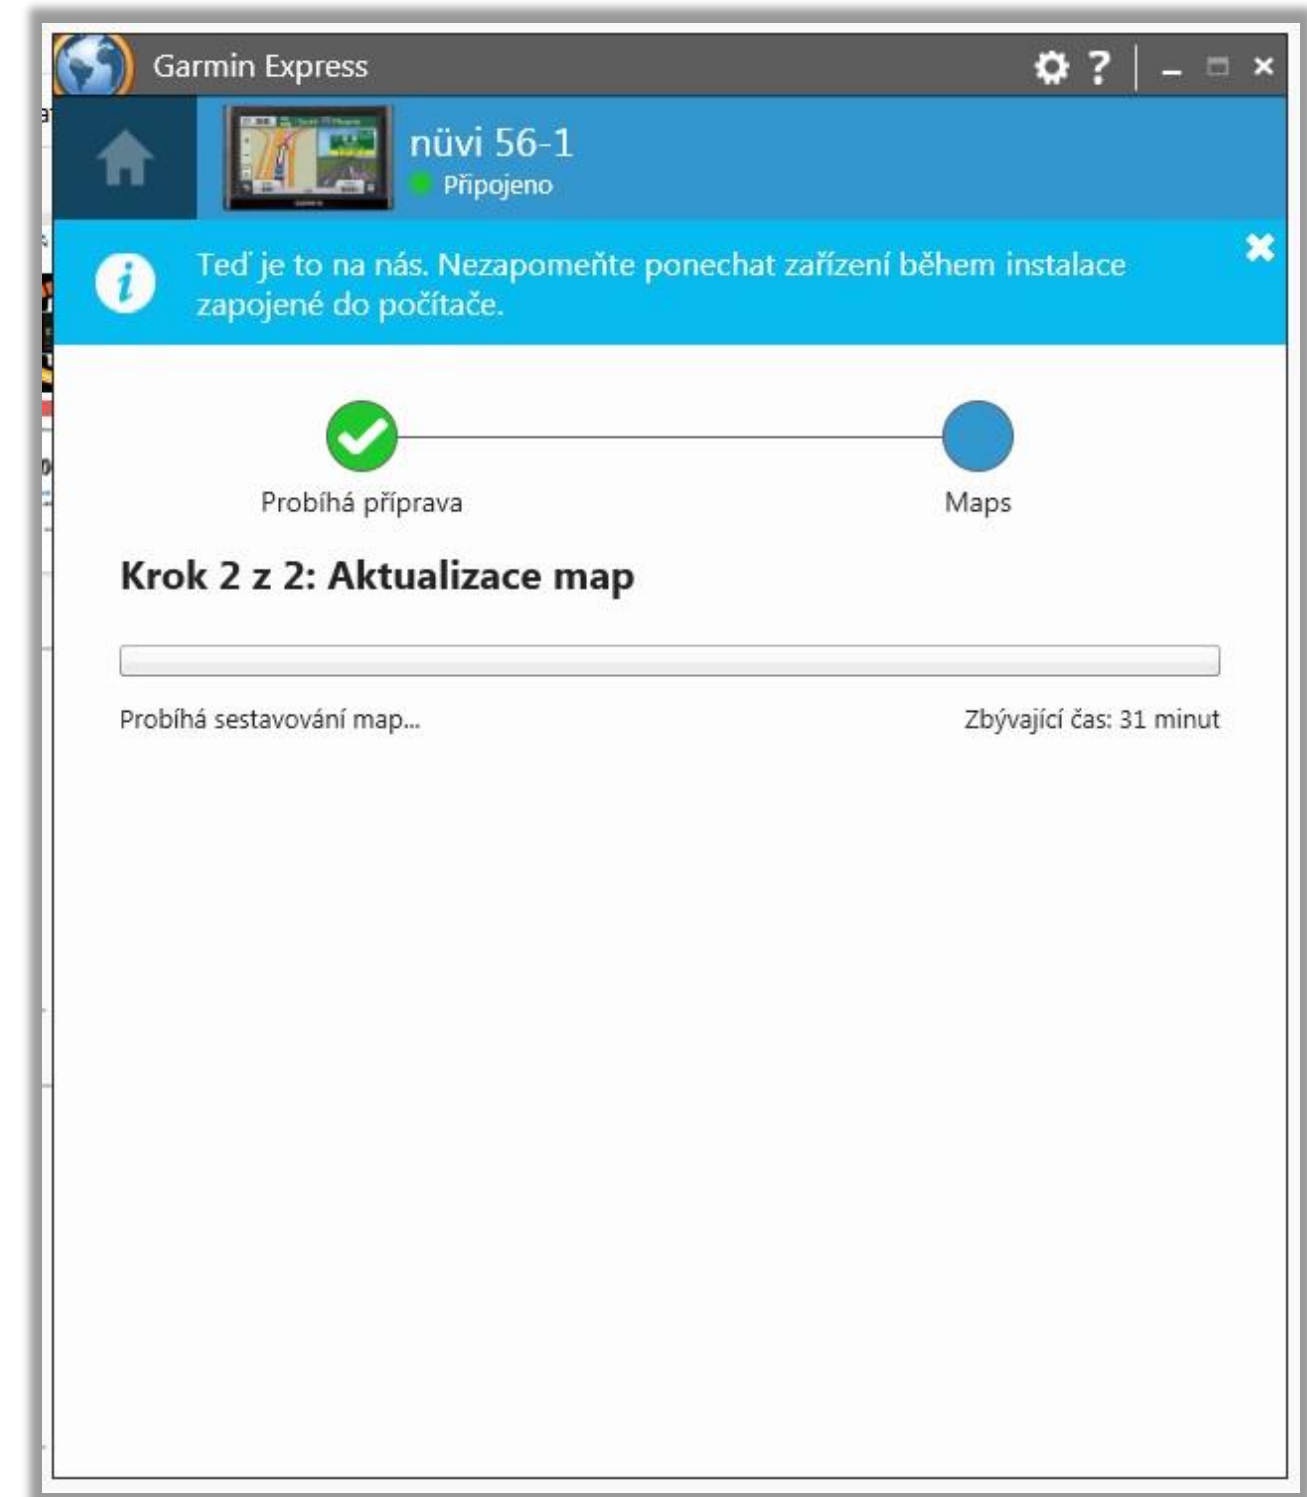 Garmin Express
nüvi 56-1
Připojeno
Teď je to na nás. Nezapomeňte ponechat zařízení během instalace
zapojené do počítače.
Probíhá příprava
Maps
Krok 2 z 2: Aktualizace map
Probíhá sestavování map...
Zbývající čas: 31 minut